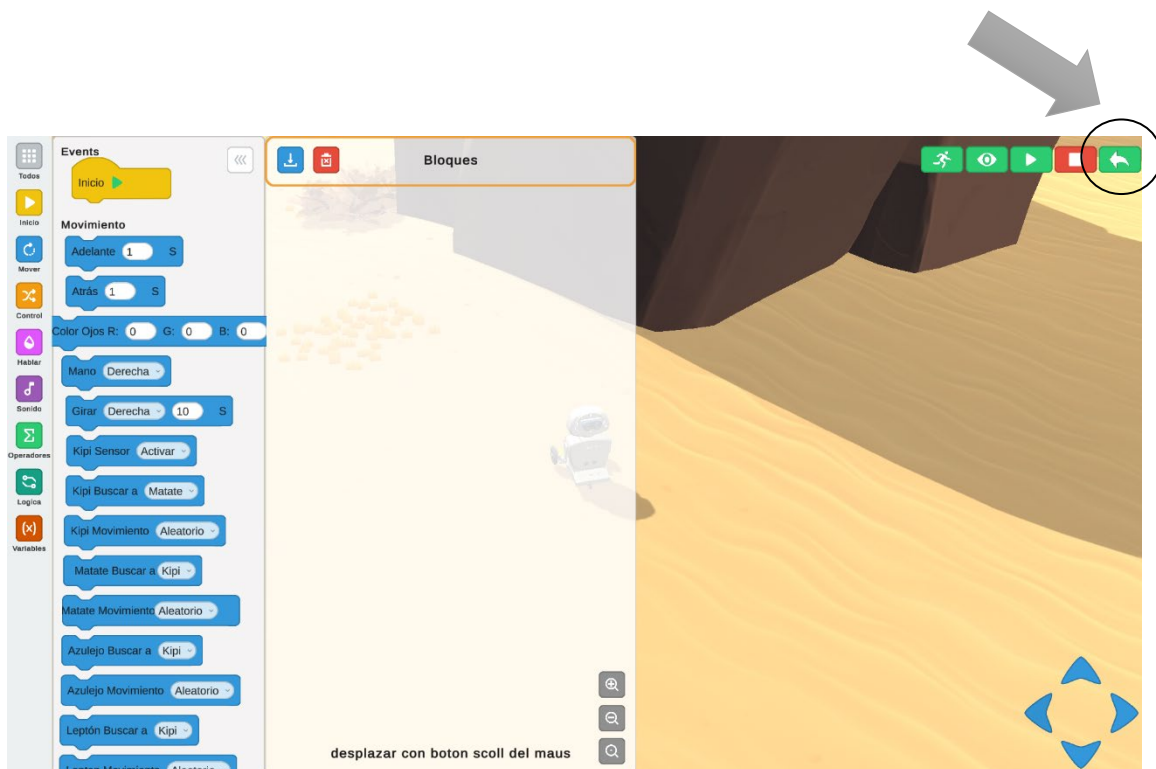 Todos
Inicio
Mover
Control
Hablar
Sonido
Operadores
Logica
Variables
Events
Inicio
Movimiento
Adelante 1 S
Atrás 1 S
Color Ojos R: 0 G: 0 B: 0
Mano Derecha
Girar Derecha 10 S
Kipi Sensor Activar
Kipi Buscar a Matate
Kipi Movimiento Aleatorio
Matate Buscar a Kipi
Matate Movimiento Aleatorio
Azulejo Buscar a Kipi
Azulejo Movimiento Aleatorio
Leptón Buscar a Kipi
Bloques
desplazar con boton scoll del maus